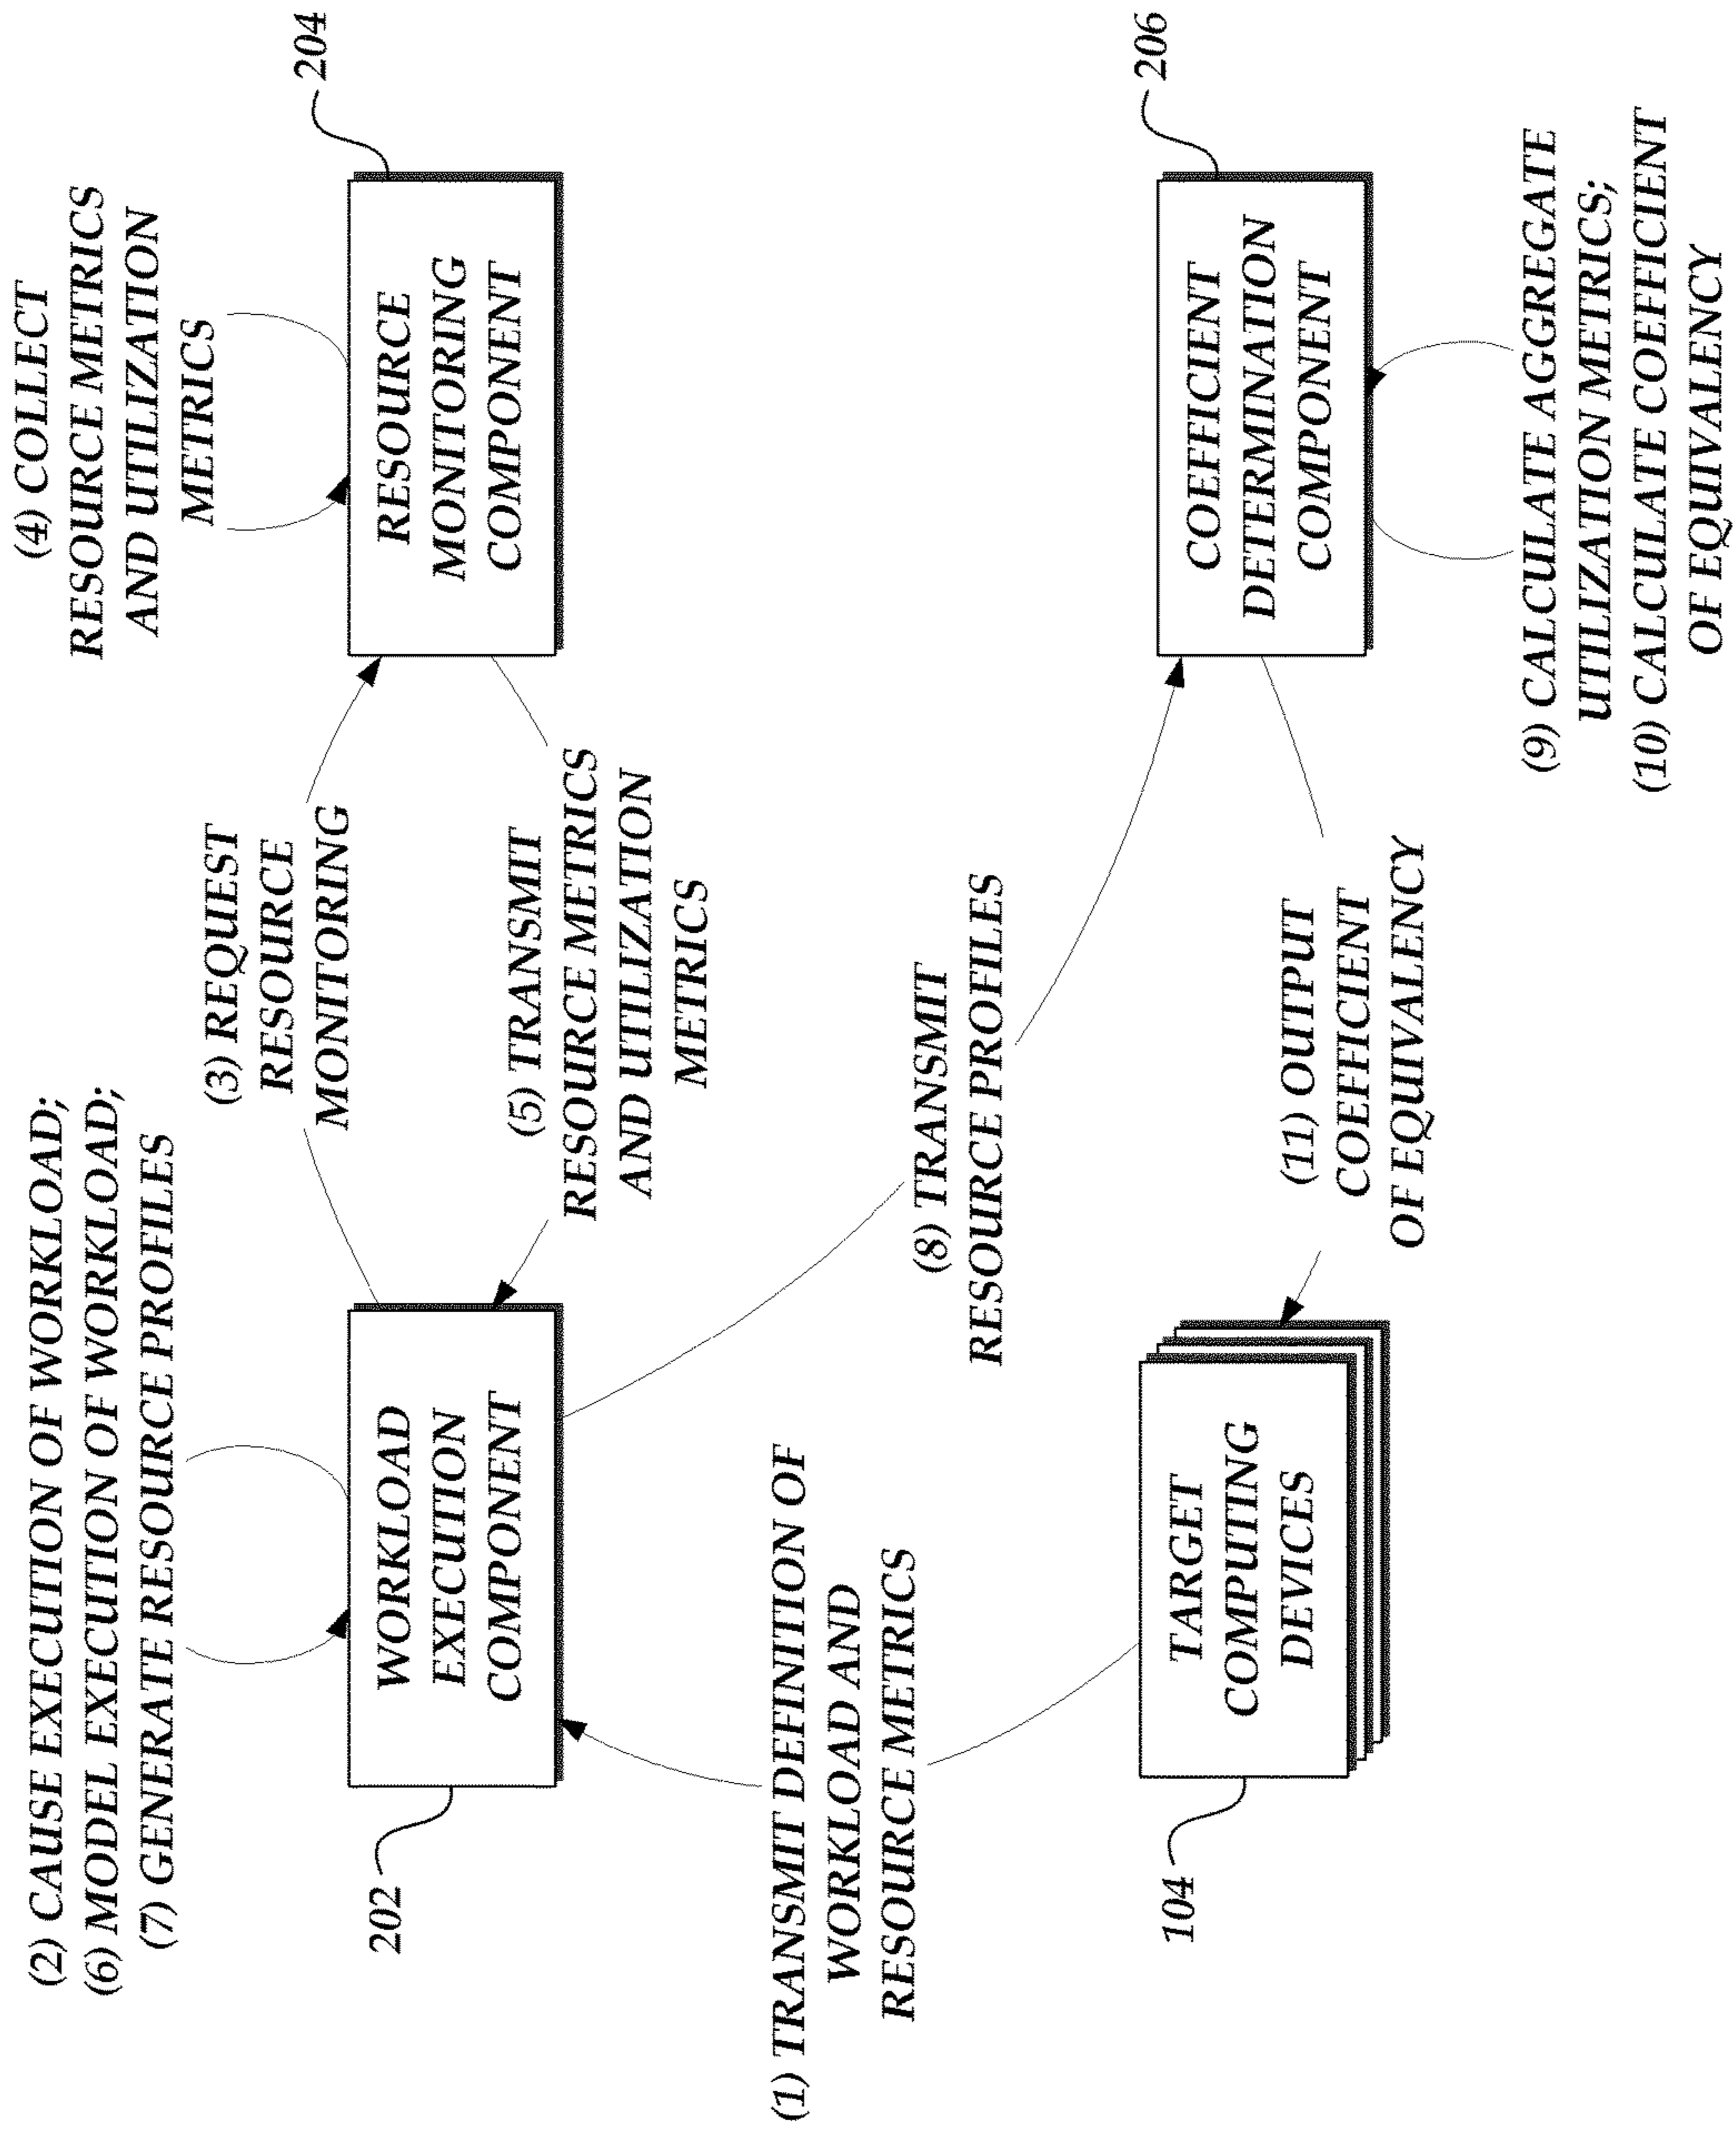 (2) CAUSE EXECUTION OF WORKLOAD;
(6) MODEL EXECUTION OF WORKLOAD;
(7) GENERATE RESOURCE PROFILES
(4) COLLECT
RESOURCE METRICS
AND UTILIZATION
METRICS
202
WORKLOAD
EXECUTION
COMPONENT
(3) REQUEST
RESOURCE
MONITORING
(5) TRANSMIT
RESOURCE METRICS
AND UTILIZATION
METRICS
204
RESOURCE
MONITORING
COMPONENT
(1) TRANSMIT DEFINITION OF
WORKLOAD AND
RESOURCE METRICS
(8) TRANSMIT
RESOURCE PROFILES
104
TARGET
COMPUTING
DEVICES
(11) OUTPUT
COEFFICIENT
OF EQUIVALENCY
206
COEFFICIENT
DETERMINATION
COMPONENT
(9) CALCULATE AGGREGATE
UTILIZATION METRICS;
(10) CALCULATE COEFFICIENT
OF EQUIVALENCY